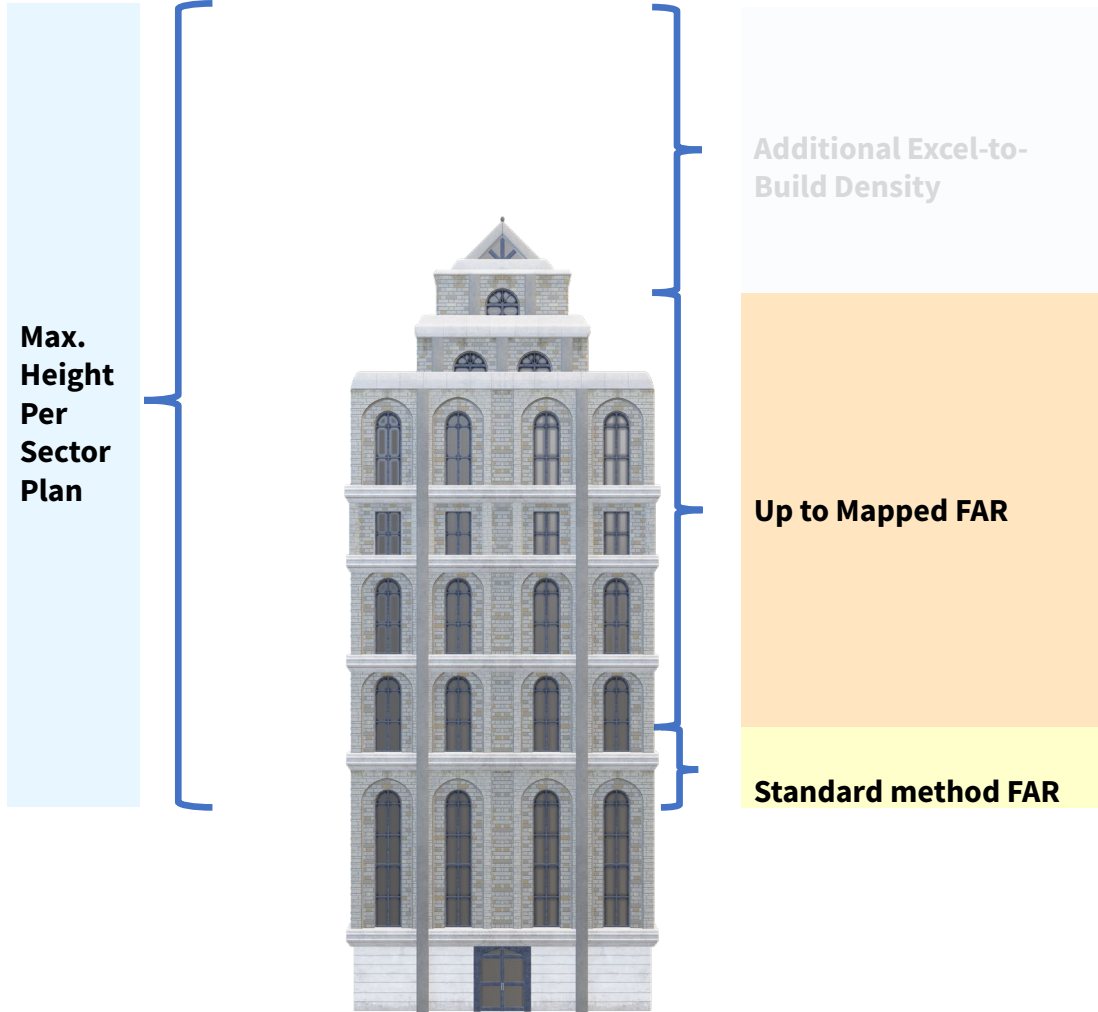 Max.
Height
Per
Sector
Plan
Additional Excel-to-
Build Density
Up to Mapped FAR
Standard method FAR